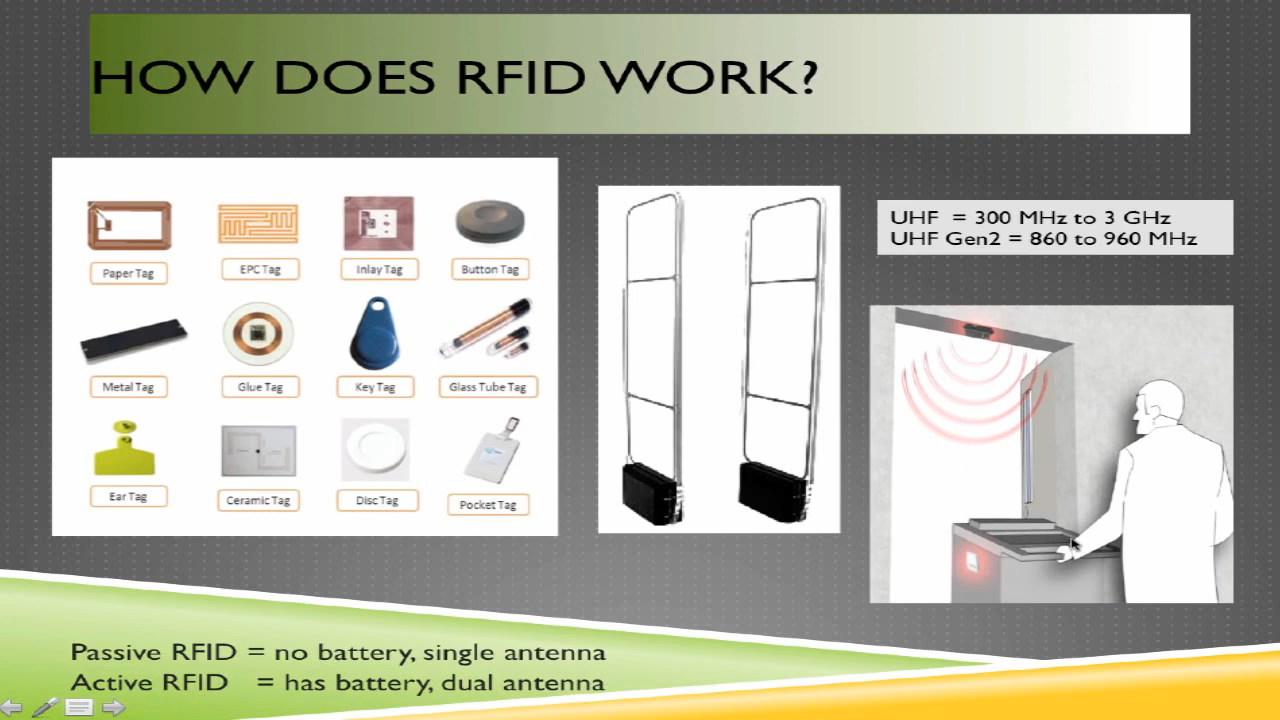 HOW DOES RFID WORK?
Paper Tag
EPC Tag
Inlay Tag
Button Tag
Metal Tag
Glue Tag
Key Tag
Glass Tube Tag
Ear Tag
Ceramic Tag
Disc Tag
Pocket Tag
UHF = 300 MHz to 3 GHz
UHF Gen2 = 860 to 960 MHz
Passive RFID = no battery, single antenna
Active RFID = has battery, dual antenna